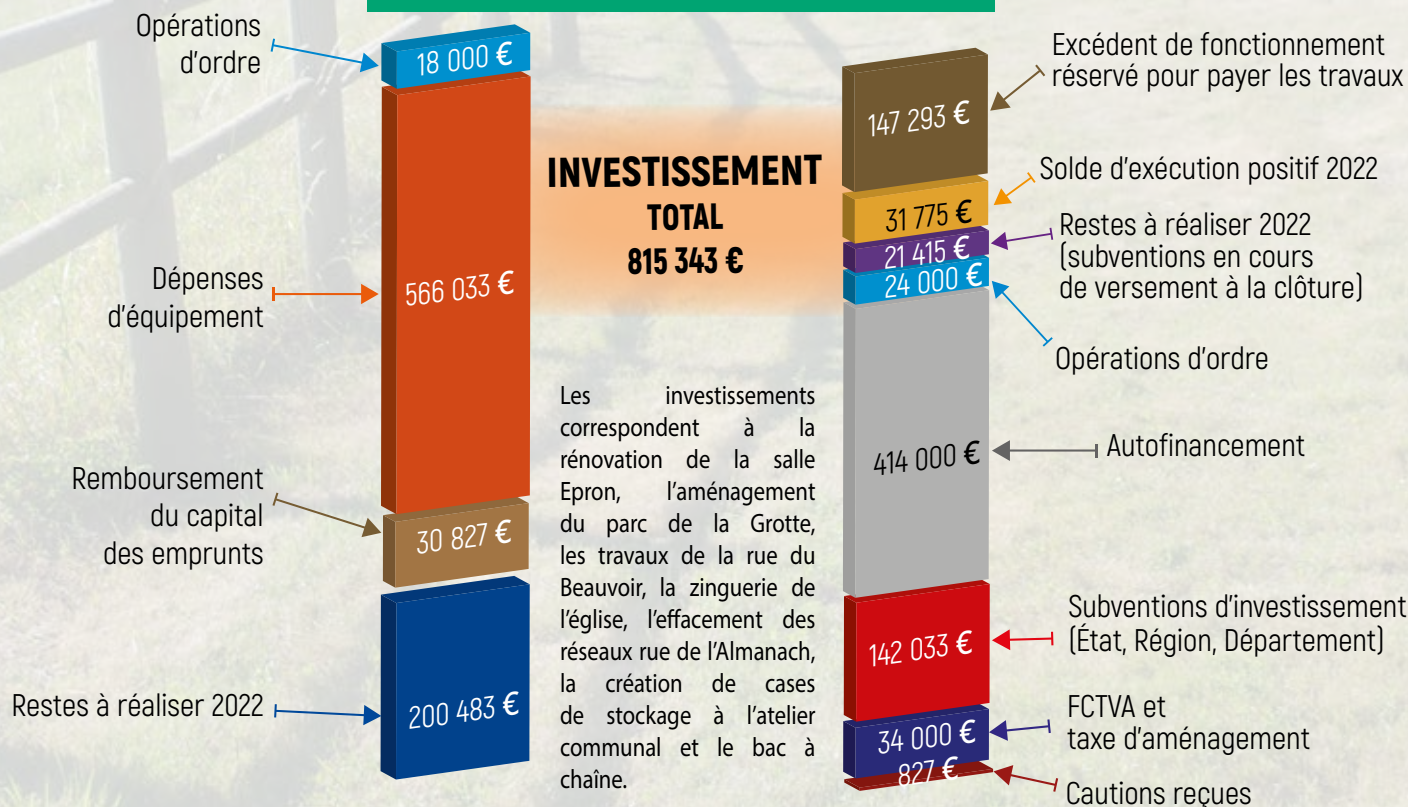 Opérations
d'ordre
18 000 €
Dépenses
d'équipement
566 033 €
Remboursement
du capital
des emprunts
30 827 €
Restes à réaliser 2022
200 483 €
INVESTISSEMENT
TOTAL
815 343 €
Les investissements
correspondent à la
rénovation de la salle
Epron, l'aménagement
du parc de la Grotte,
les travaux de la rue du
Beauvoir, la zinguerie de
l'église, l'effacement des
réseaux rue de l'Almanach,
la création de cases
de stockage à l'atelier
communal et le bac à
chaîne.
147 293 €
Excédent de fonctionnement
réservé pour payer les travaux
31 775 €
Solde d'exécution positif 2022
21 415 €
Restes à réaliser 2022
(subventions en cours
de versement à la clôture)
24 000 €
Opérations d'ordre
414 000 €
Autofinancement
142 033 €
Subventions d'investissement
(État, Région, Département)
34 000 €
FCTVA et
taxe d'aménagement
827 €
Cautions reçues